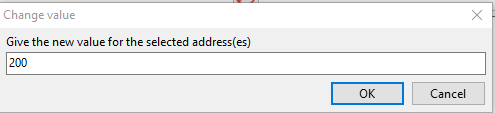 Change value
Give the new value for the selected address(es)
200
OK
Cancel